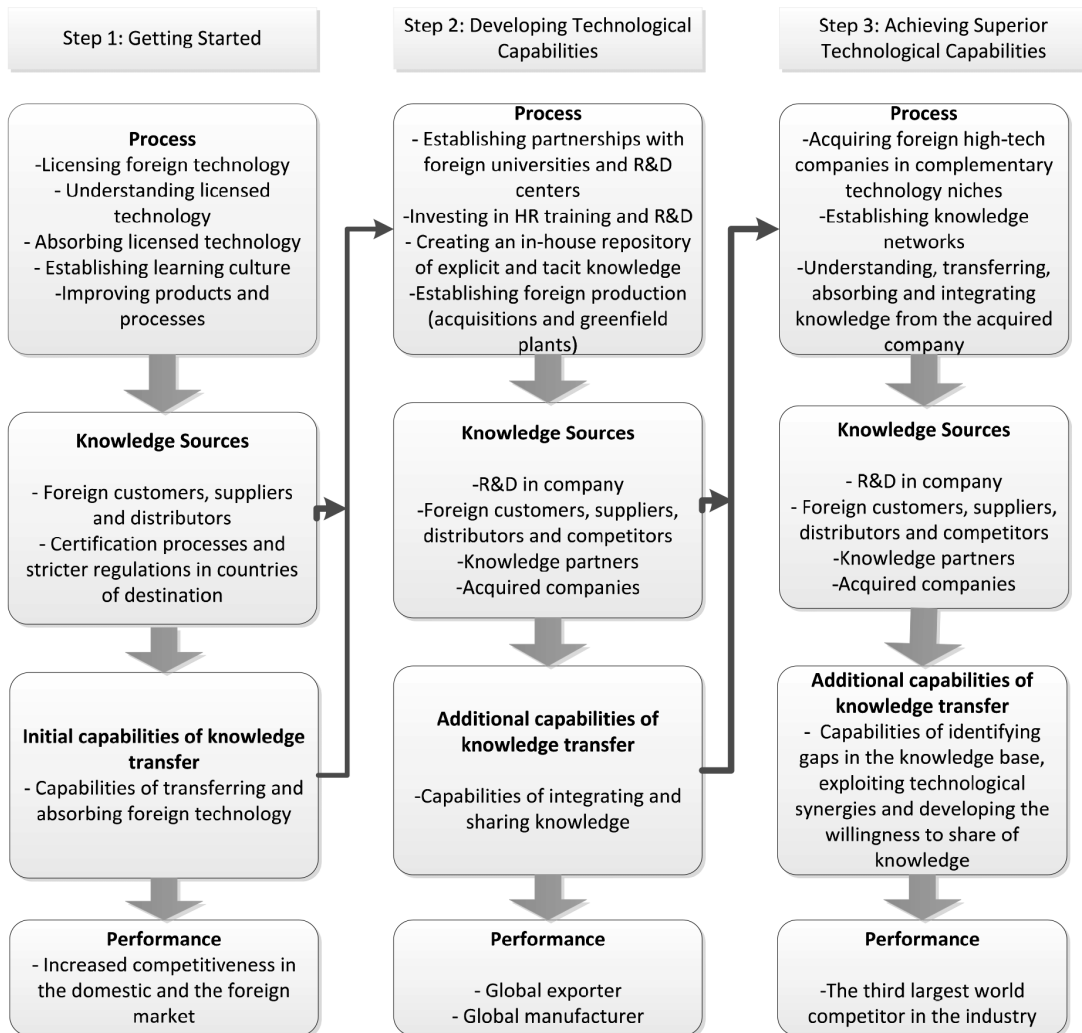 Step 1: Getting Started
Process
-Licensing foreign technology
- Understanding licensed
technology
- Absorbing licensed technology
- Establishing learning culture
- Improving products and
processes
Knowledge Sources
- Foreign customers, suppliers
and distributors
- Certification processes and
stricter regulations in countries
of destination
Initial capabilities of knowledge
transfer
- Capabilities of transferring and
absorbing foreign technology
Performance
- Increased competitiveness in
the domestic and the foreign
market
Step 2: Developing Technological
Capabilities
Process
- Establishing partnerships with
foreign universities and R&D
centers
-Investing in HR training and R&D
- Creating an in-house repository
of explicit and tacit knowledge
-Establishing foreign production
(acquisitions and greenfield
plants)
Knowledge Sources
-R&D in company
-Foreign customers, suppliers,
distributors and competitors
-Knowledge partners
-Acquired companies
Additional capabilities of
knowledge transfer
-Capabilities of integrating and
sharing knowledge
Performance
- Global exporter
- Global manufacturer
Step 3: Achieving Superior
Technological Capabilities
Process
-Acquiring foreign high-tech
companies in complementary
technology niches
-Establishing knowledge
networks
-Understanding, transferring,
absorbing and integrating
knowledge from the acquired
company
Knowledge Sources
- R&D in company
- Foreign customers, suppliers,
distributors and competitors
-Knowledge partners
- Acquired companies
Additional capabilities of
knowledge transfer
- Capabilities of identifying
gaps in the knowledge base,
exploiting technological
synergies and developing the
willingness to share of
knowledge
Performance
-The third largest world
competitor in the industry